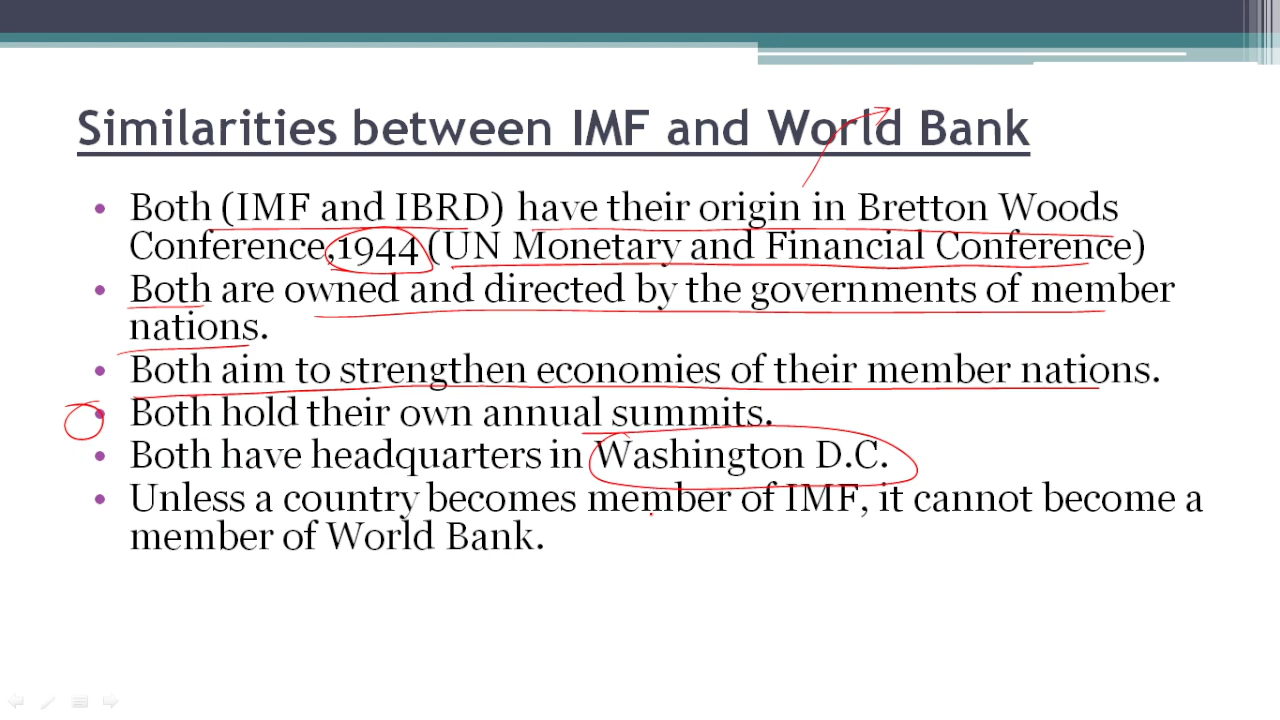 Similarities between IMF and World Bank
• Both (IMF and IBRD) have their origin in Bretton Woods
Conference,1944 (UN Monetary and Financial Conference)
• Both are owned and directed by the governments of member
nations.
• Both aim to strengthen economies of their member nations.
• Both hold their own annual summits.
• Both have headquarters in Washington D.C.
• Unless a country becomes member of IMF, it cannot become a
member of World Bank.